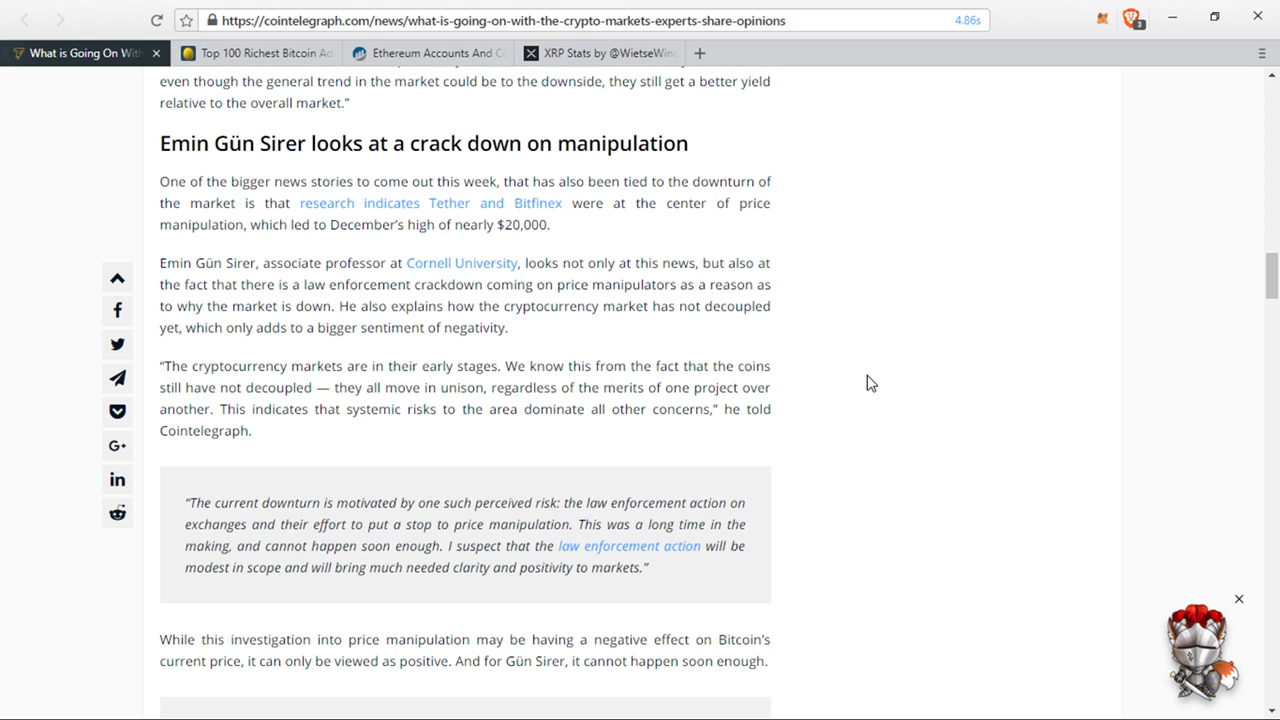 https://cointelegraph.com/news/what-is-going-on-with-the-crypto-markets-experts-share-opinions
4.86s
3
What is Going On Wit
Top 100 Richest Bitcoin Ad
Ethereum Accounts And Co
XRP Stats by @WietseWind
even though the general trend in the market could be to the downside, they still get a better yield
relative to the overall market.”
Emin Gün Sirer looks at a crack down on manipulation
One of the bigger news stories to come out this week, that has also been tied to the downturn of
the market is that research indicates Tether and Bitfinex were at the center of price
manipulation, which led to December’s high of nearly $20,000.
Emin Gün Sirer, associate professor at Cornell University, looks not only at this news, but also at
the fact that there is a law enforcement crackdown coming on price manipulators as a reason as
to why the market is down. He also explains how the cryptocurrency market has not decoupled
yet, which only adds to a bigger sentiment of negativity.
“The cryptocurrency markets are in their early stages. We know this from the fact that the coins
still have not decoupled — they all move in unison, regardless of the merits of one project over
another. This indicates that systemic risks to the area dominate all other concerns,” he told
Cointelegraph.
“The current downturn is motivated by one such perceived risk: the law enforcement action on
exchanges and their effort to put a stop to price manipulation. This was a long time in the
making, and cannot happen soon enough. I suspect that the law enforcement action will be
modest in scope and will bring much needed clarity and positivity to markets.”
While this investigation into price manipulation may be having a negative effect on Bitcoin’s
current price, it can only be viewed as positive. And for Gün Sirer, it cannot happen soon enough.